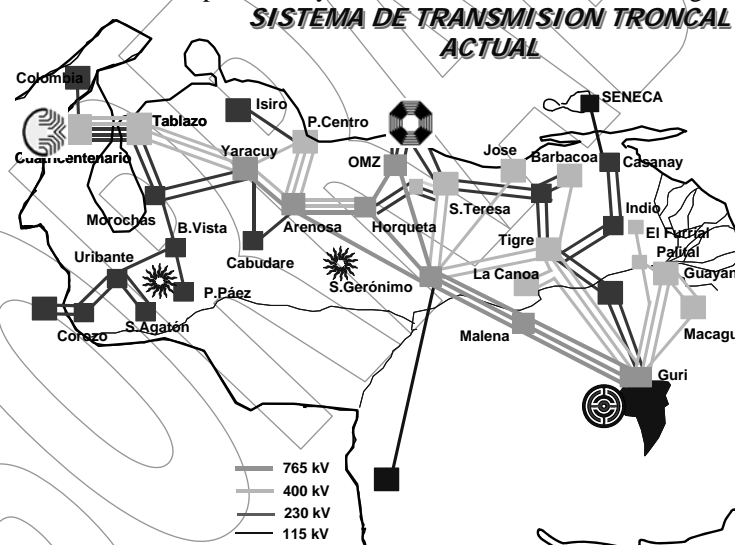 SISTEMA DE TRANSMISION TRONCAL
ACTUAL
Colombia
SENECA
Isiro
Tablazo
P.Centro
Yaracuy
OMZ
Jose
Barbacoa
Casanay
Cuatricentenario
Morochas
Arenosa
Horqueta
S.Teresa
Indio
B.Vista
El Furrial
Tigre
Palital
Uribante
Cabudare
Guayan
La Canoa
S.Gerónimo
P.Páez
Corozo
S.Agatón
Malena
Macagu
Guri
765 kV
400 kV
230 kV
115 kV